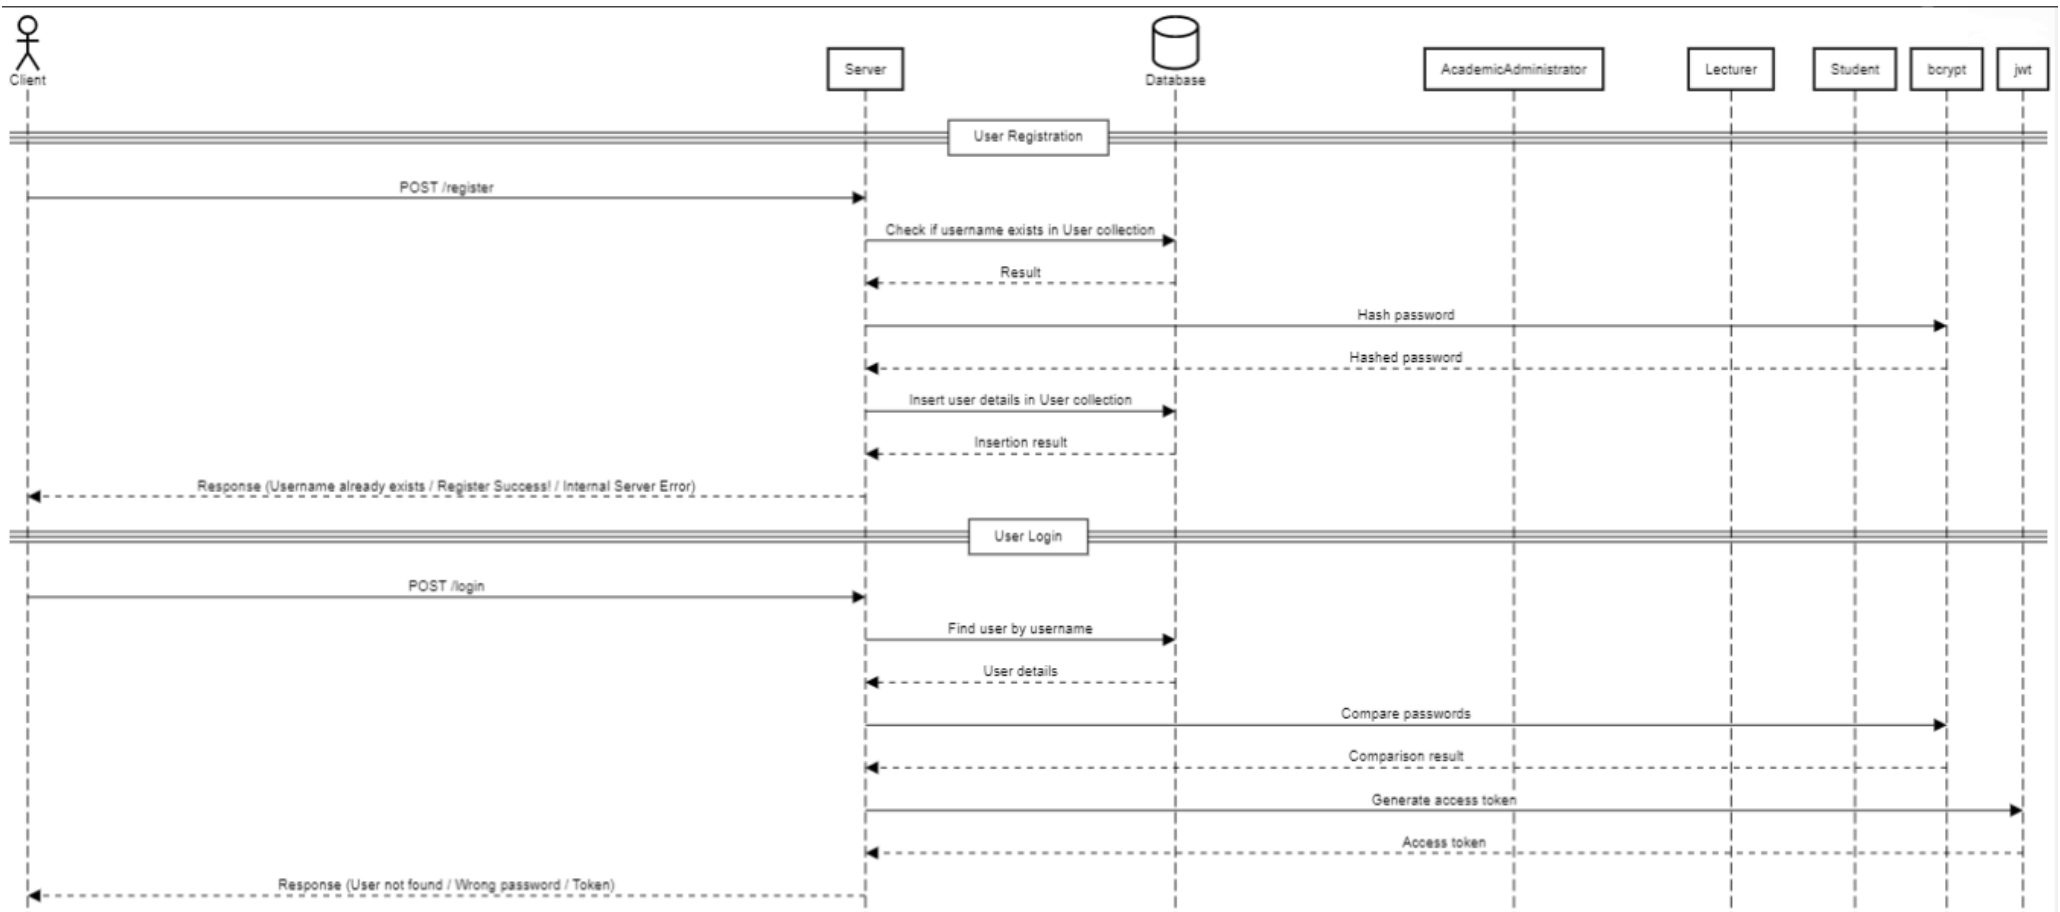 Client
Server
Database
AcademicAdministrator
Lecturer
Student
bcrypt
jwt
User Registration
POST /register
Check if username exists in User collection
Result
Hash password
Hashed password
Insert user details in User collection
Insertion result
Response (Username already exists / Register Success! / Internal Server Error)
User Login
POST /login
Find user by username
User details
Compare passwords
Comparison result
Generate access token
Access token
Response (User not found / Wrong password / Token)